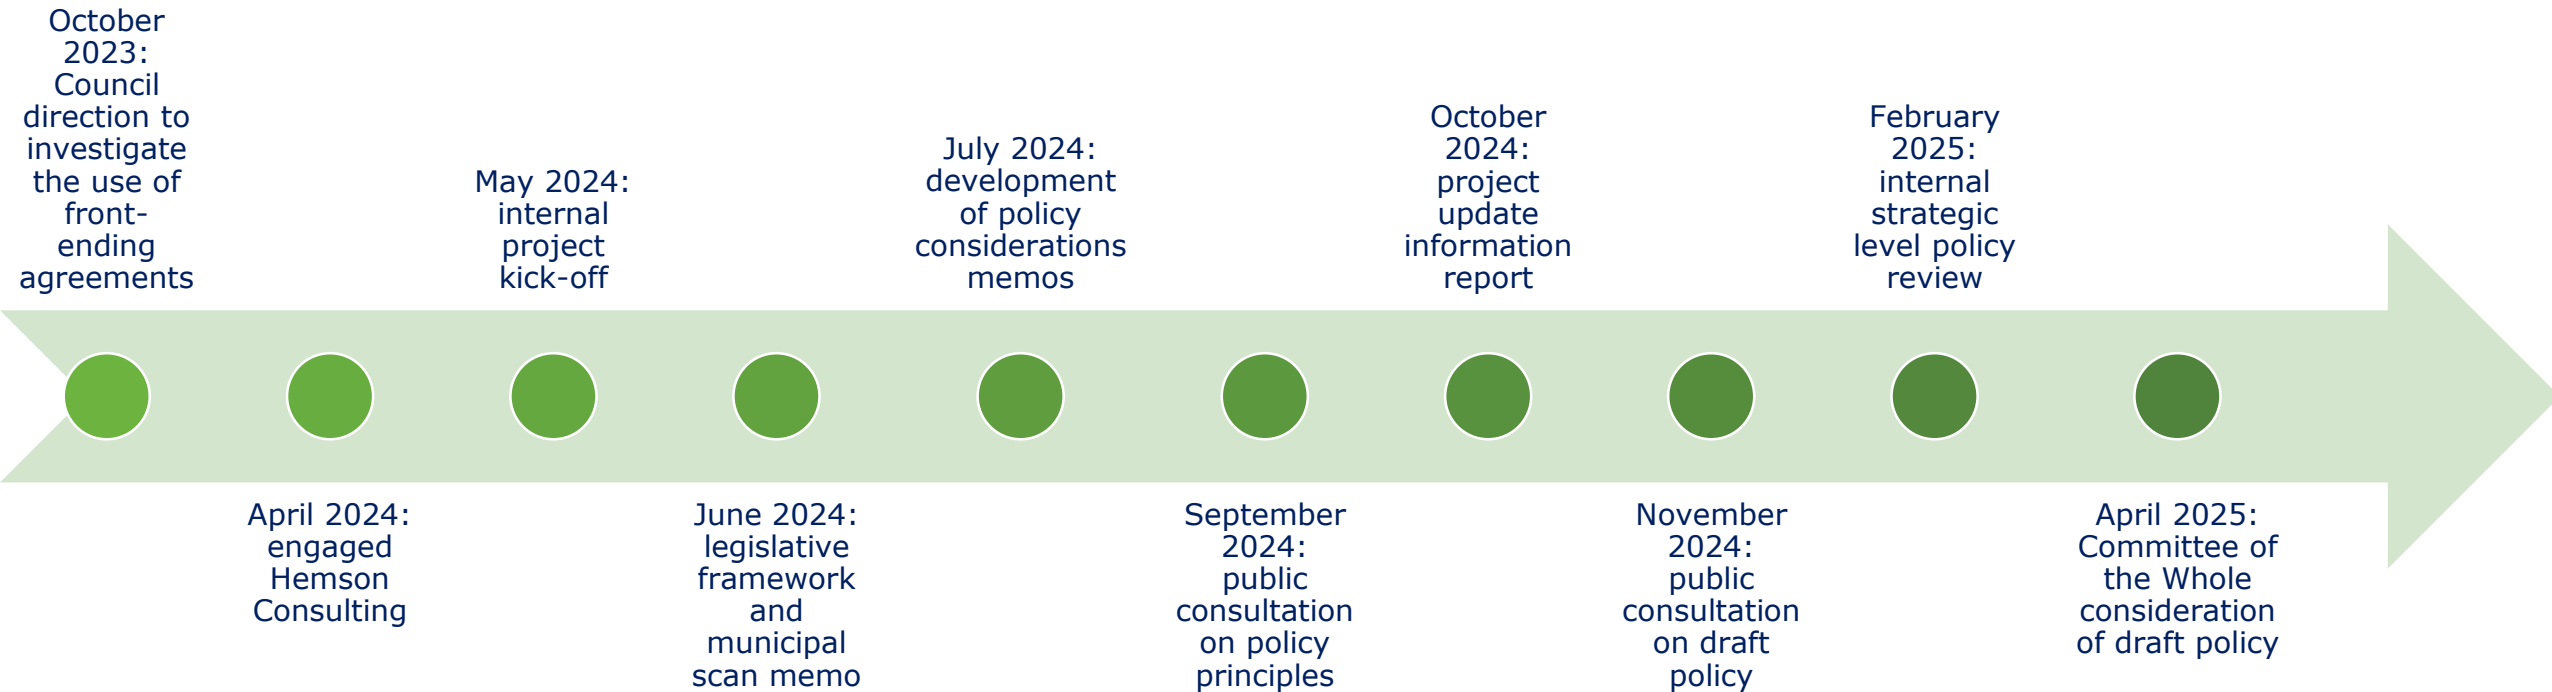 October
2023:
Council
direction to
investigate
the use of
front-
ending
agreements
April 2024:
engaged
Hemson
Consulting
May 2024:
internal
project
kick-off
June 2024:
legislative
framework
and
municipal
scan memo
July 2024:
development
of policy
considerations
memos
September
2024:
public
consultation
on policy
principles
October
2024:
project
update
information
report
November
2024:
public
consultation
on draft
policy
February
2025:
internal
strategic
level policy
review
April 2025:
Committee of
the Whole
consideration
of draft policy